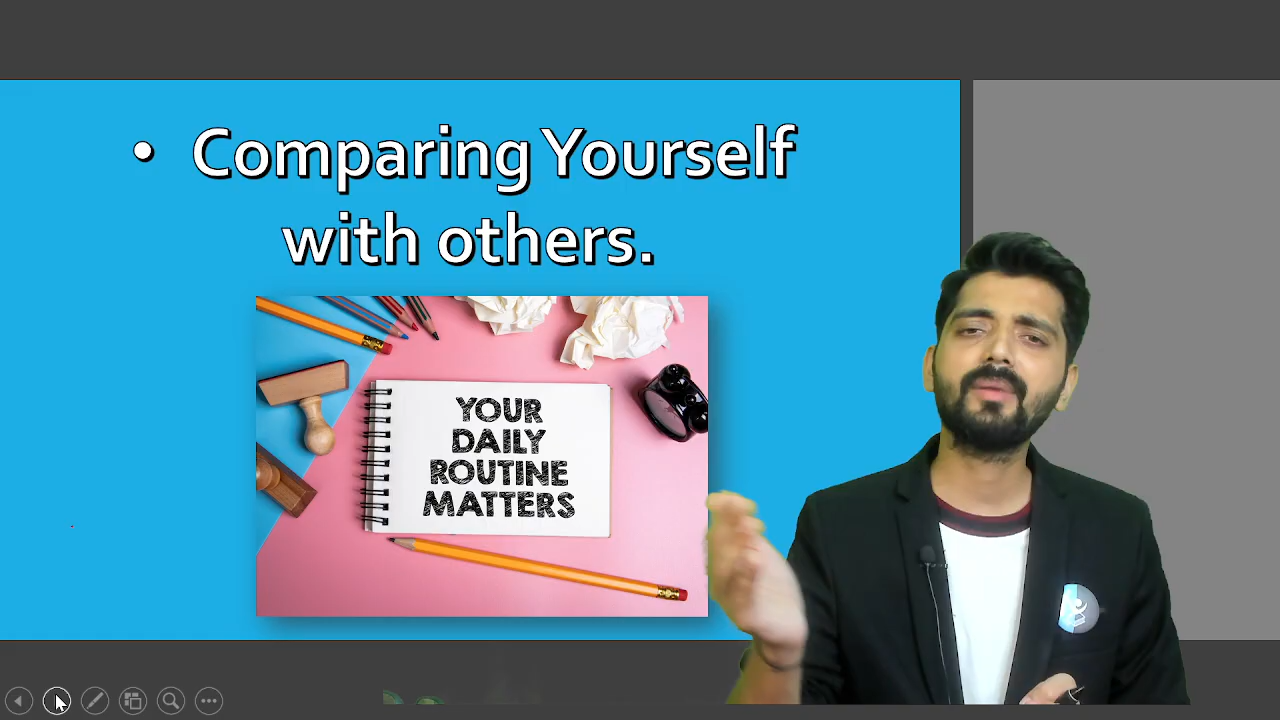 • Comparing Yourself
with others.
YOUR
DAILY
ROUTINE
MATTERS